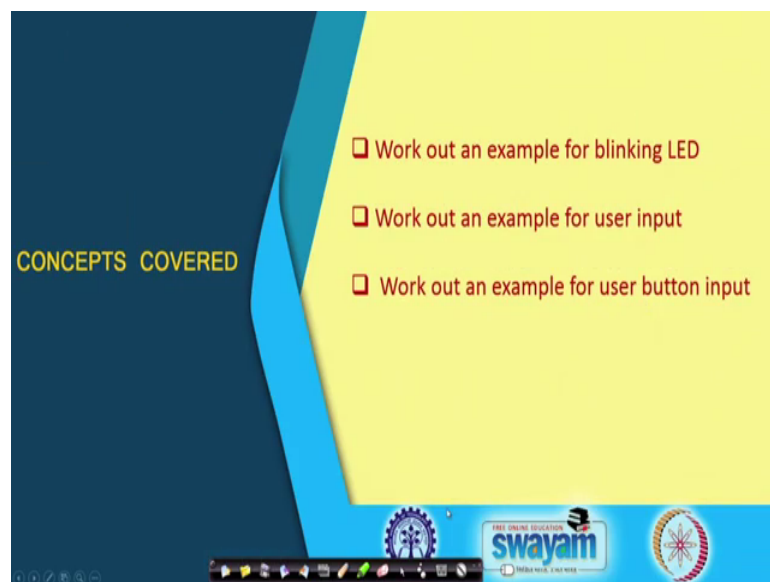 CONCEPTS COVERED
❑ Work out an example for blinking LED
❑ Work out an example for user input
❑ Work out an example for user button input
FREE ONLINE EDUCATION
swayam